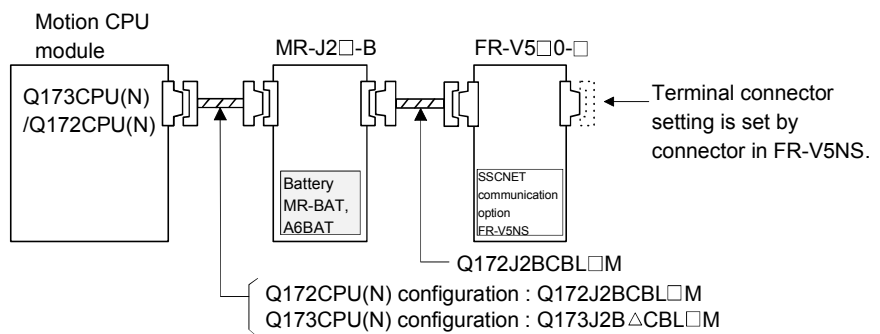 Motion CPU
module
MR-J2□-B
FR-V5□0-□
Q173CPU(N)
/Q172CPU(N)
Terminal connector
setting is set by
connector in FR-V5NS.
Battery
MR-BAT,
A6BAT
SSCNET
communication
option
FR-V5NS
Q172J2BCBL□M
Q172CPU(N) configuration : Q172J2BCBL□M
Q173CPU(N) configuration : Q173J2B△CBL□M